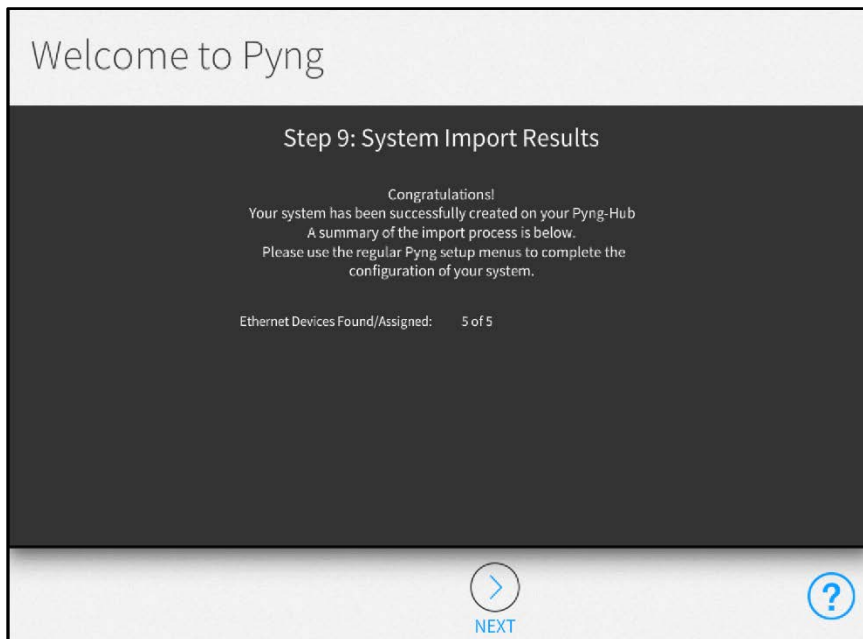 Welcome to Pyng
Step 9: System Import Results
Congratulations!
Your system has been successfully created on your Pyng-Hub
A summary of the import process is below.
Please use the regular Pyng setup menus to complete the
configuration of your system.
Ethernet Devices Found/Assigned: 5 of 5
NEXT
?